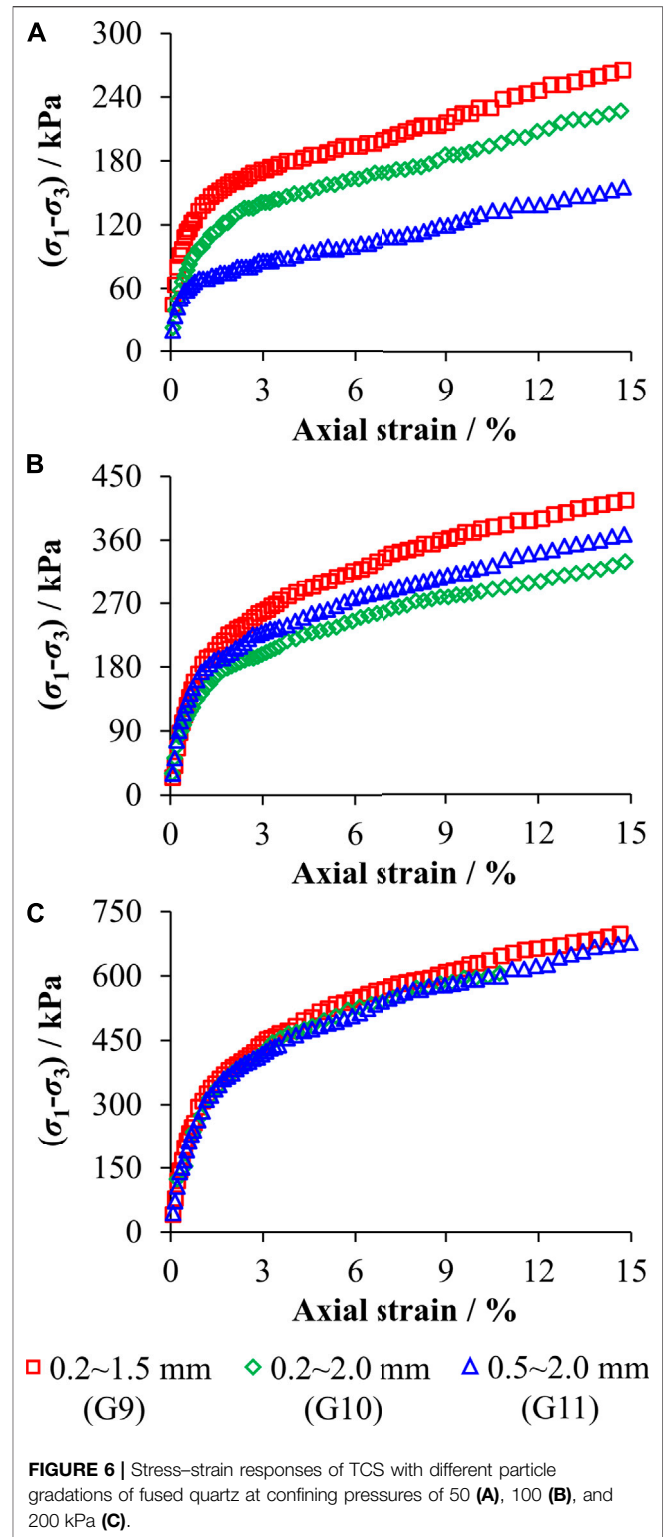 A
300
240
180
120
60
0
(σ₁-σ₃) / kPa
0 3 6 9 12 15
Axial strain / %
B
450
360
270
180
90
0
(σ₁-σ₃) / kPa
0 3 6 9 12 15
Axial strain / %
C
750
600
450
300
150
0
(σ₁-σ₃) / kPa
0 3 6 9 12 15
Axial strain / %
0.2~1.5 mm 0.2~2.0 mm 0.5~2.0 mm
(G9) (G10) (G11)
FIGURE 6 | Stress–strain responses of TCS with different particle
gradations of fused quartz at confining pressures of 50 (A), 100 (B), and
200 kPa (C).